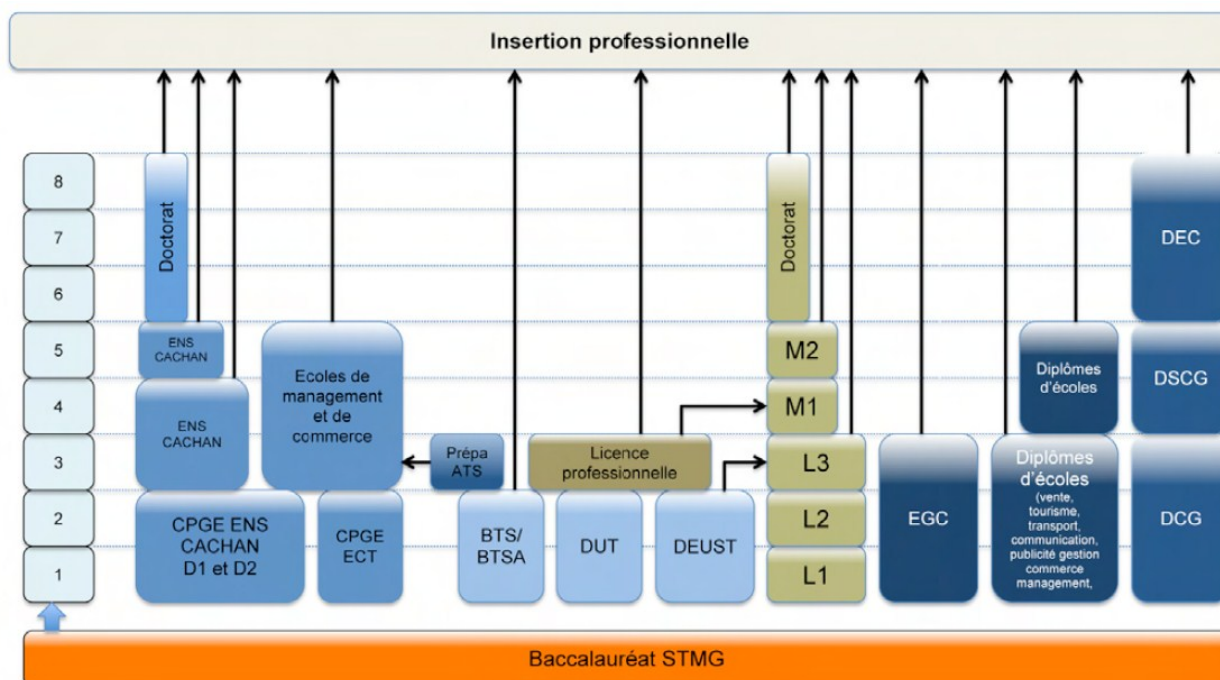 Insertion professionnelle
8
7
6
5
4
3
2
1
Doctorat
ENS
CACHAN
ENS
CACHAN
CPGE ENS
CACHAN
D1 et D2
Ecoles de
management
et de
commerce
CPGE
ECT
Prépa
ATS
BTS/
BTSA
Licence
professionnelle
DUT
DEUST
Doctorat
M2
M1
L3
L2
L1
EGC
Diplômes
d'écoles
Diplômes
d'écoles
(vente,
tourisme,
transport,
communication,
publicité gestion
commerce
management,
DEC
DSCG
DCG
Baccalauréat STMG